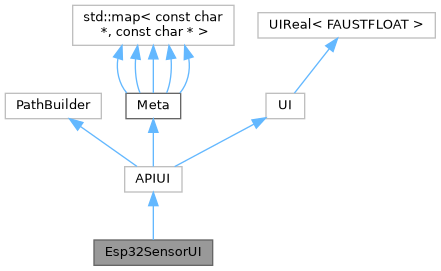 std::map< const char
*, const char * >
UIReal< FAUSTFLOAT >
PathBuilder
Meta
UI
APIUI
Esp32SensorUI